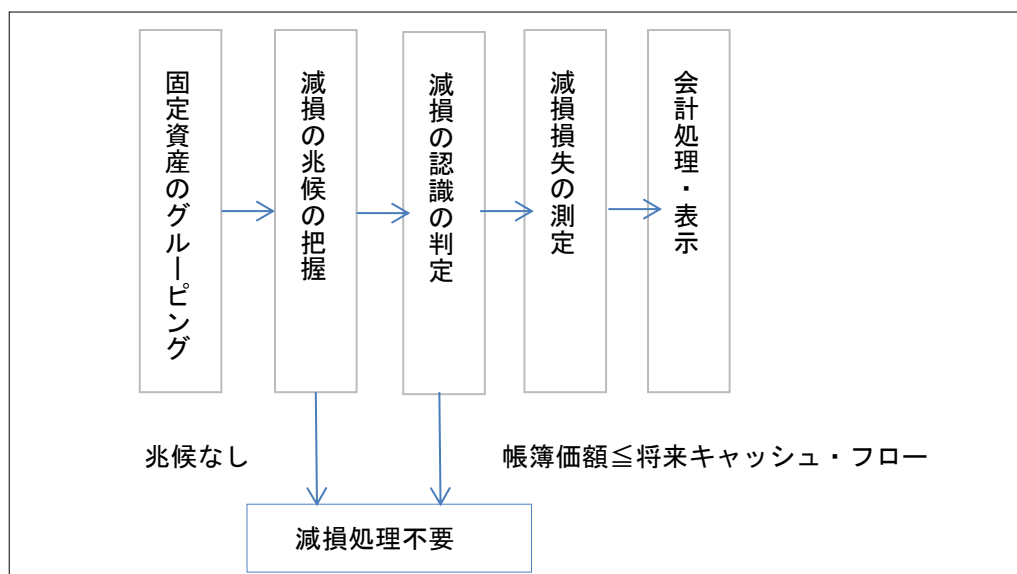 固定資産のグルーピング
減損の兆候の把握
減損の認識の判定
減損損失の測定
会計処理・表示
兆候なし
帳簿価額≦将来キャッシュ・フロー
減損処理不要